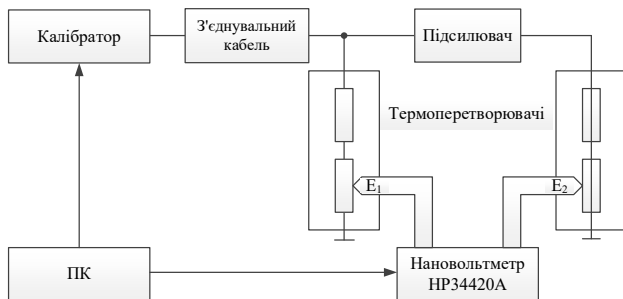 Калібратор
З'єднувальний
кабель
Підсилювач
Термоперетворювачі
E₁
E₂
ПК
Нановольтметр
HP34420A